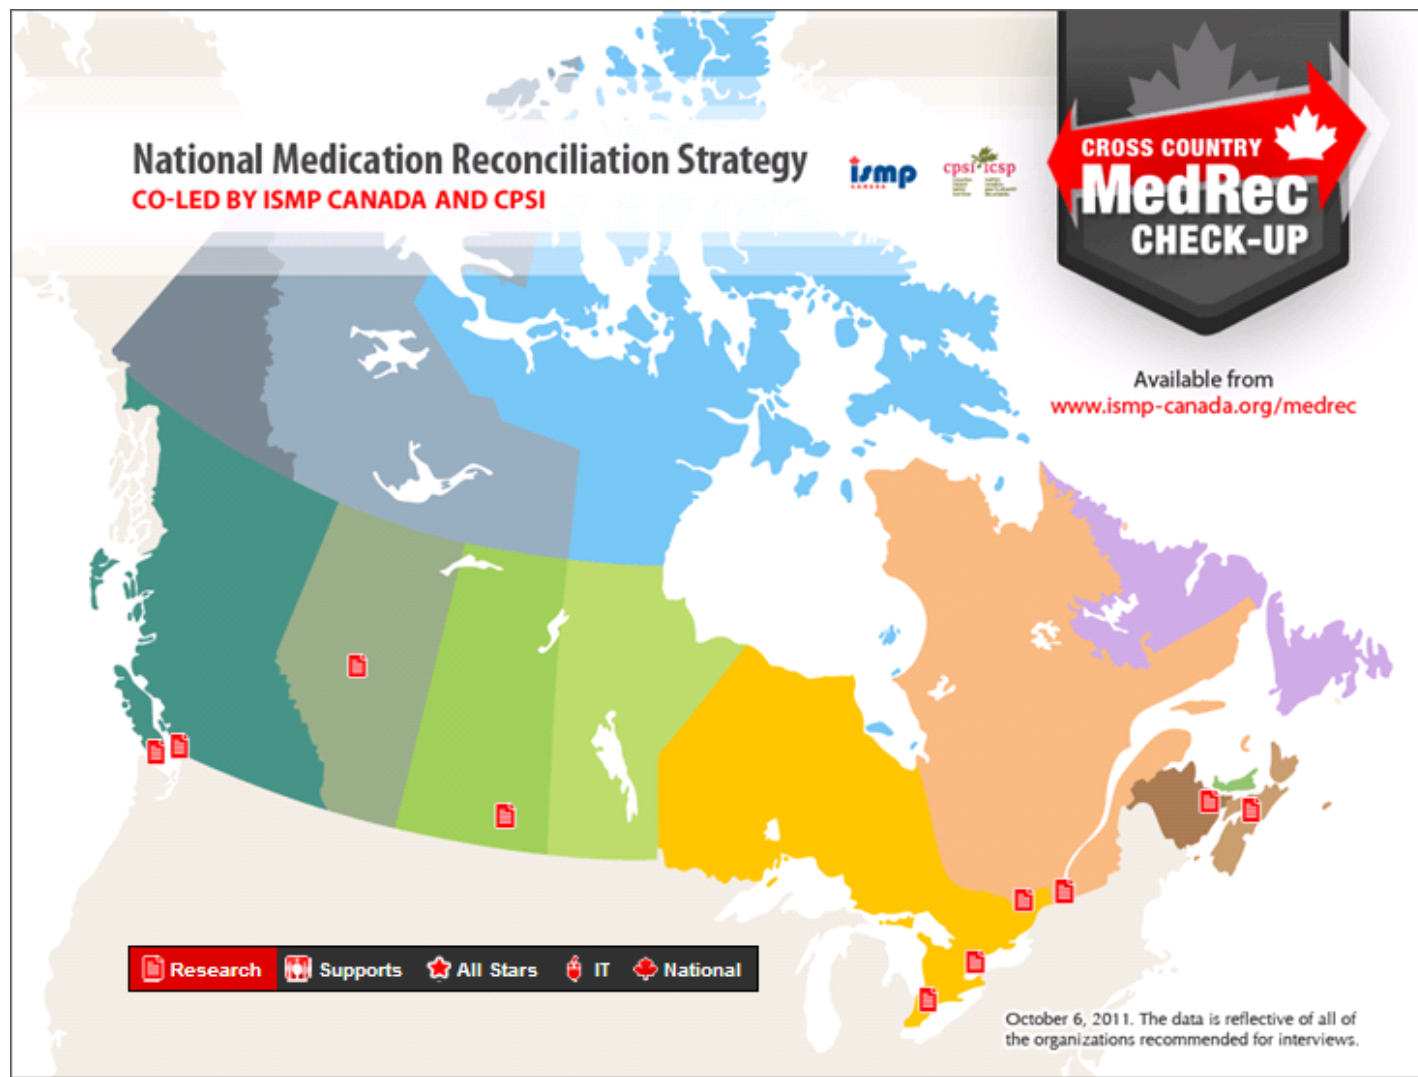 National Medication Reconciliation Strategy
CO-LED BY ISMP CANADA AND CPSI
ismp
CANADA
cpsi icsp
CROSS COUNTRY
MedRec
CHECK-UP
Available from
www.ismp-canada.org/medrec
Research Supports All Stars IT National
October 6, 2011. The data is reflective of all of
the organizations recommended for interviews.